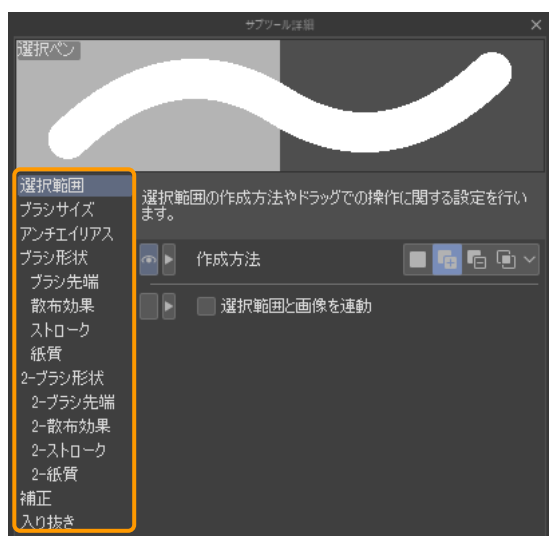 サブツール詳細
選択ペン
選択範囲
ブラシサイズ
アンチエイリアス
ブラシ形状
ブラシ先端
散布効果
ストローク
紙質
2-ブラシ形状
2-ブラシ先端
2-散布効果
2-ストローク
2-紙質
補正
入り抜き
選択範囲の作成方法やドラッグでの操作に関する設定を行い
ます。
作成方法
選択範囲と画像を連動